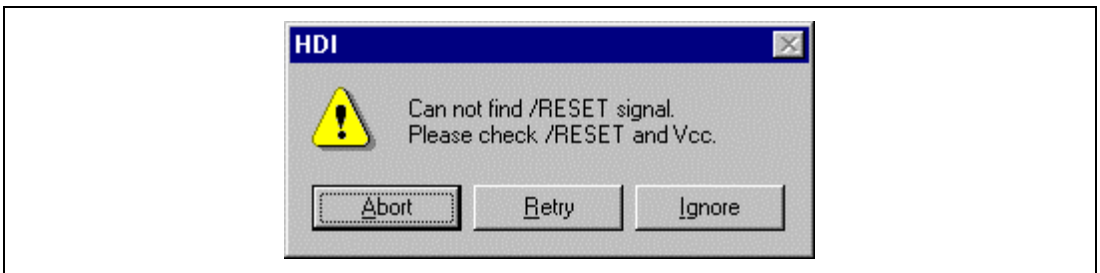 HDI
Can not find /RESET signal.
Please check /RESET and Vcc.
Abort
Retry
Ignore